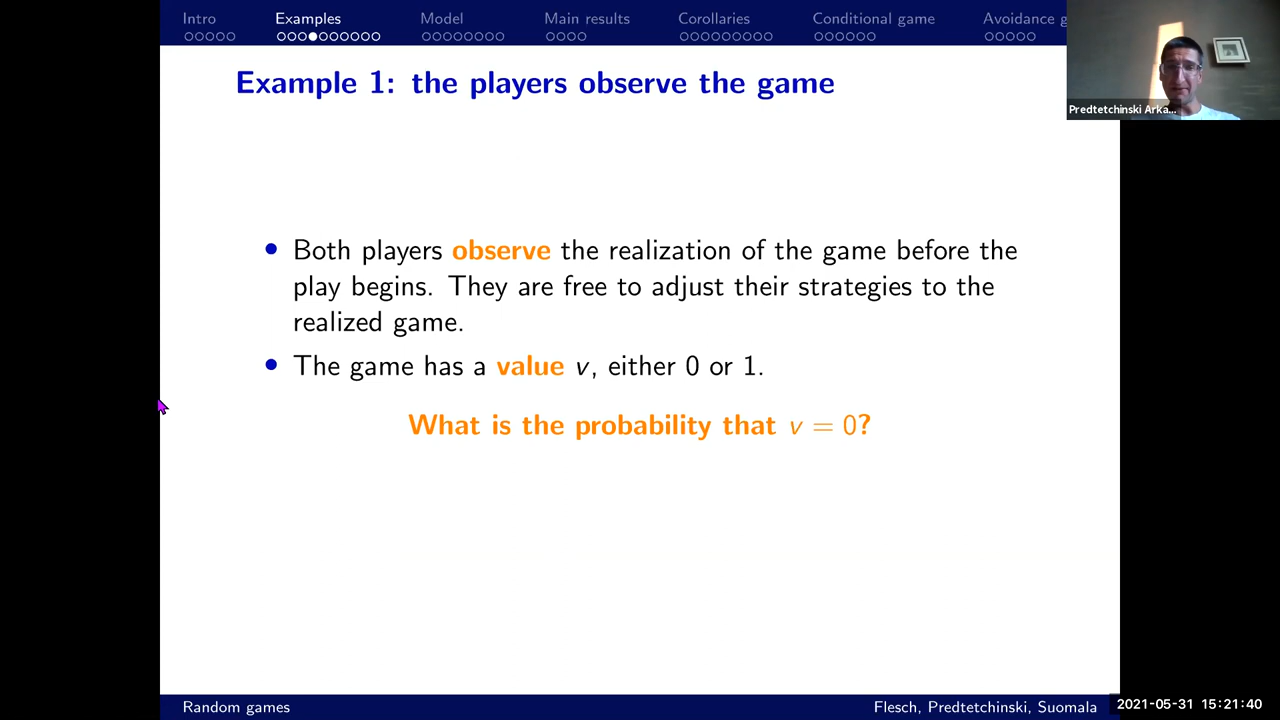 Intro Examples Model Main results Corollaries Conditional game Avoidance g
Predtetchinski Arka...
Example 1: the players observe the game
• Both players observe the realization of the game before the
play begins. They are free to adjust their strategies to the
realized game.
• The game has a value v, either 0 or 1.
What is the probability that v = 0?
Random games Flesch, Predtetchinski, Suomala 2021-05-31 15:21:40